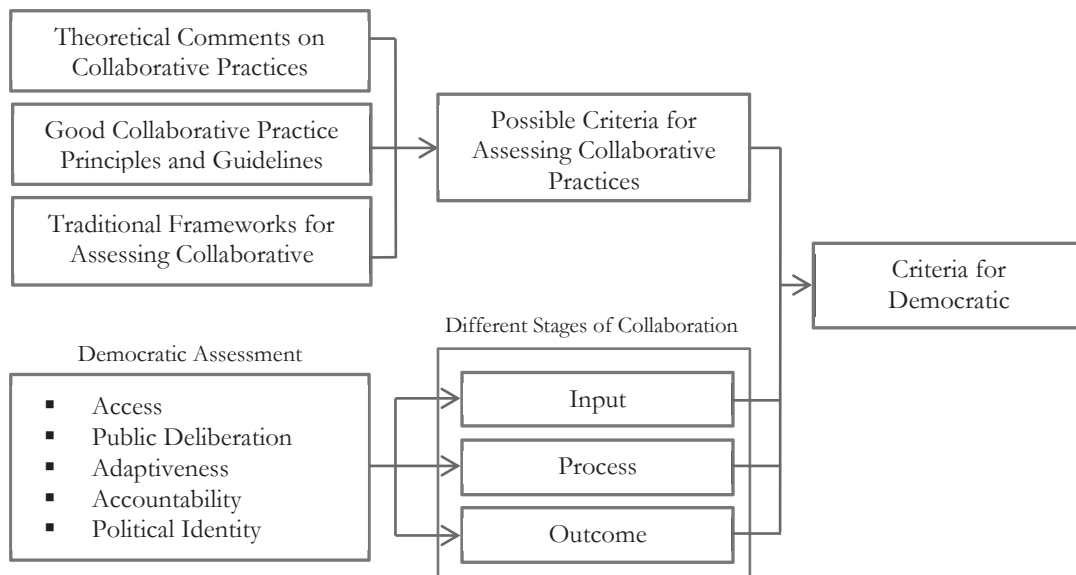 Theoretical Comments on
Collaborative Practices
Good Collaborative Practice
Principles and Guidelines
Traditional Frameworks for
Assessing Collaborative
Possible Criteria for
Assessing Collaborative
Practices
Criteria for
Democratic
Democratic Assessment
▪ Access
▪ Public Deliberation
▪ Adaptiveness
▪ Accountability
▪ Political Identity
Different Stages of Collaboration
Input
Process
Outcome